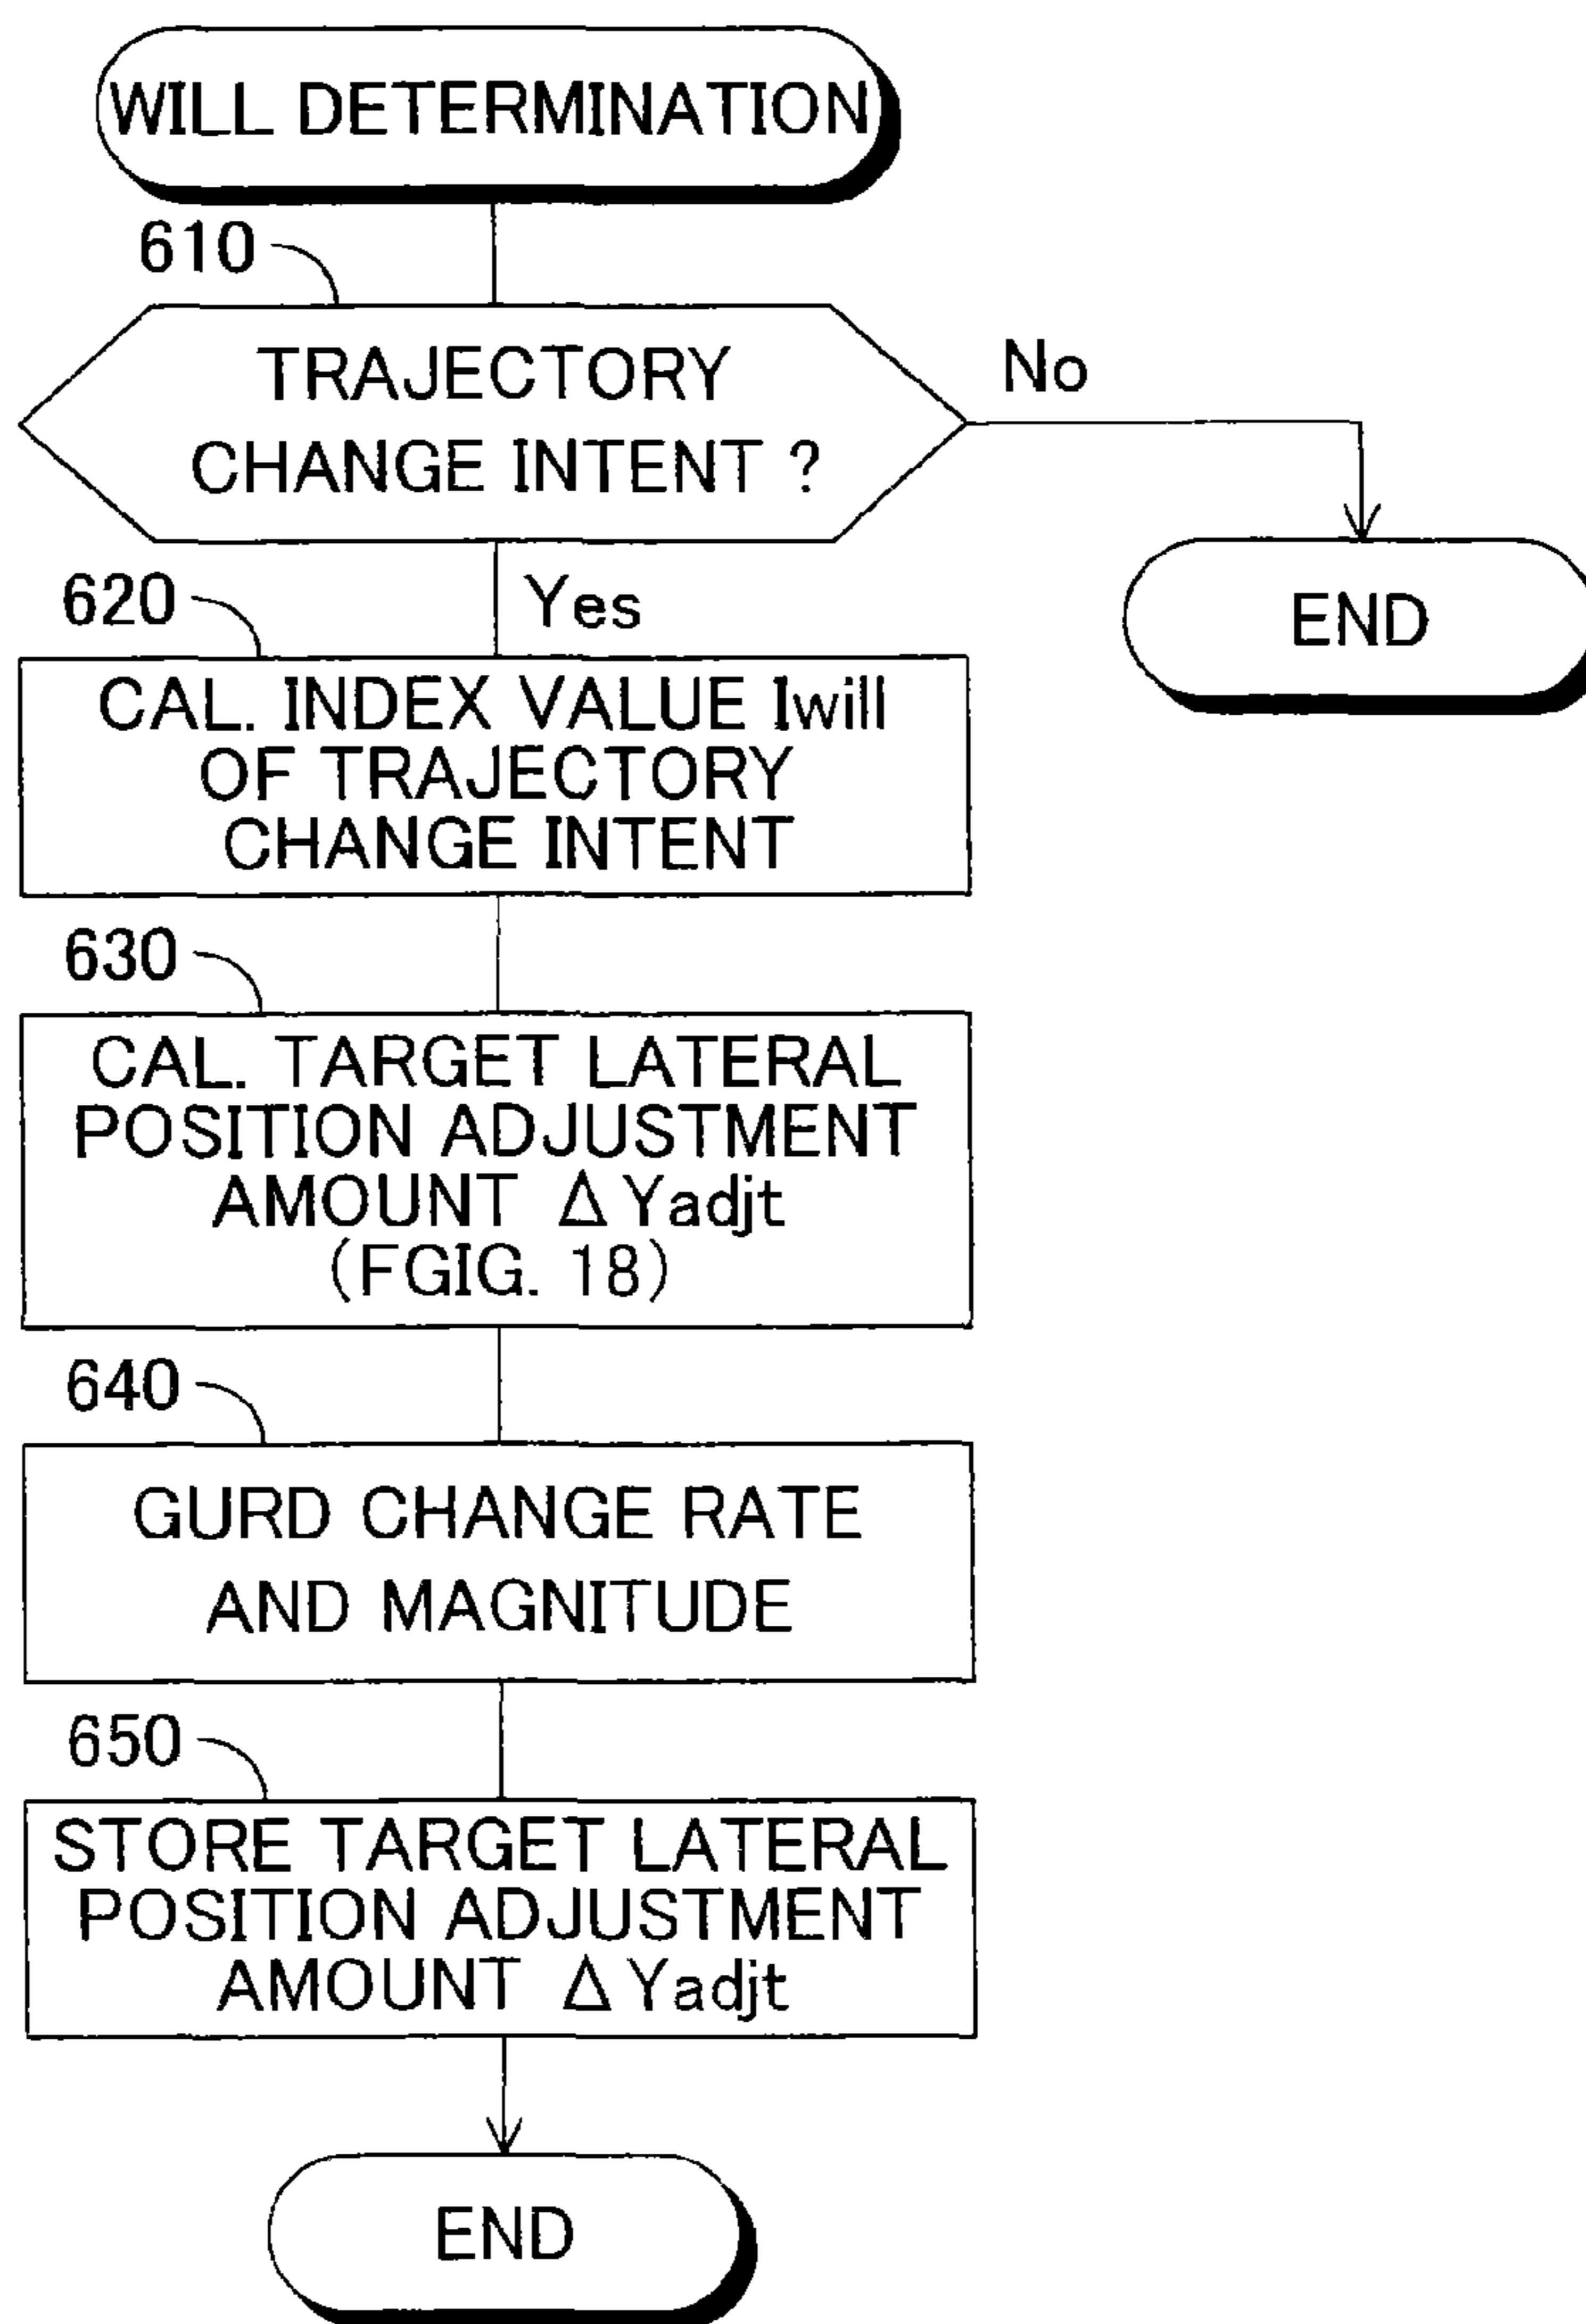 WILL DETERMINATION
610
TRAJECTORY
CHANGE INTENT ?
No
END
620
Yes
CAL. INDEX VALUE Iwill
OF TRAJECTORY
CHANGE INTENT
630
CAL. TARGET LATERAL
POSITION ADJUSTMENT
AMOUNT Δ Yadjt
(FGIG. 18)
640
GURD CHANGE RATE
AND MAGNITUDE
650
STORE TARGET LATERAL
POSITION ADJUSTMENT
AMOUNT Δ Yadjt
END